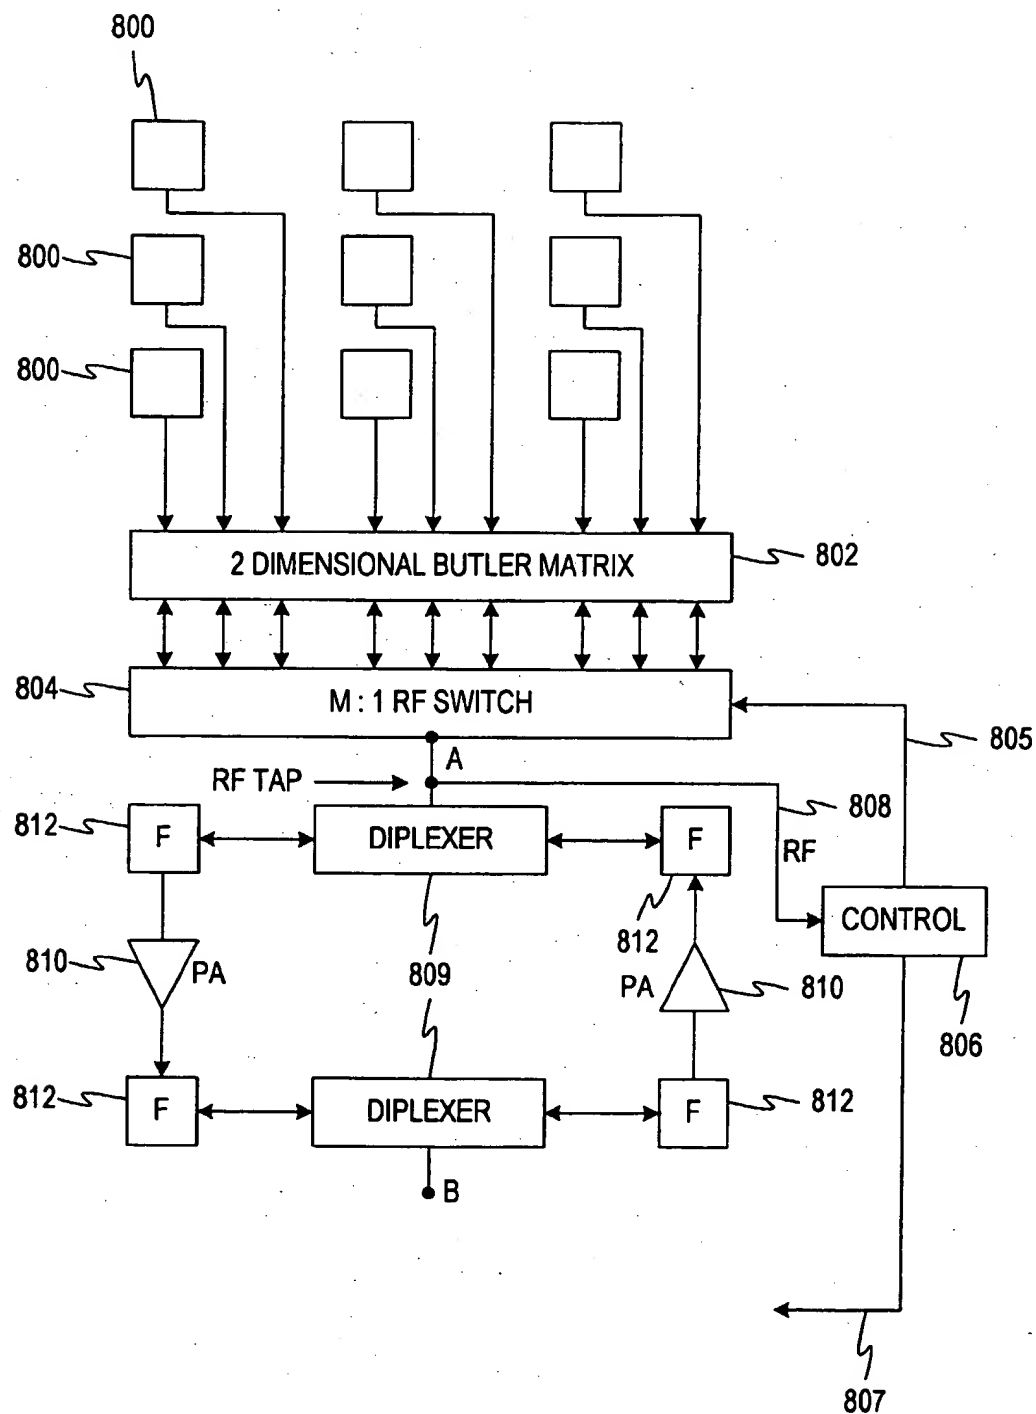 800
800
800
2 DIMENSIONAL BUTLER MATRIX
802
804
M : 1 RF SWITCH
A
805
RF TAP
808
812
F
DIPLEXER
F
RF
812
CONTROL
810
PA
809
PA
810
806
812
F
DIPLEXER
F
812
B
807